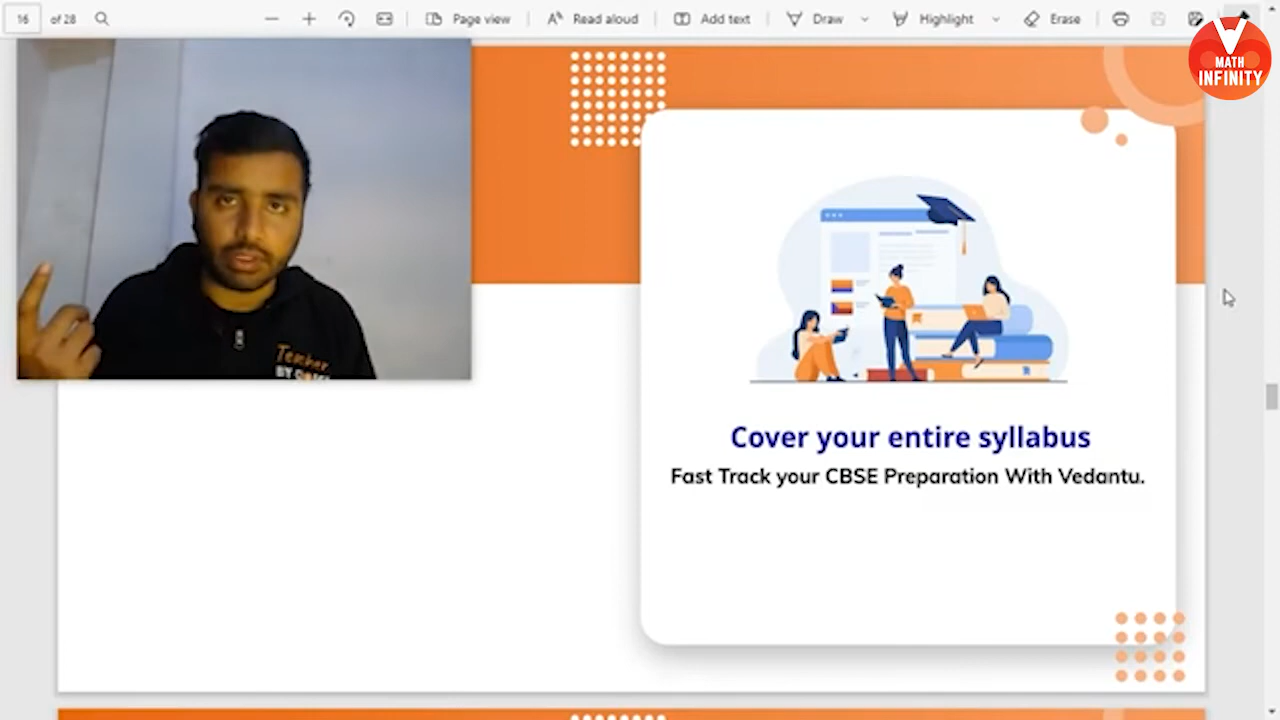 16 of 28 Page view Read aloud Add text Draw Highlight Erase
MATH
INFINITY
Teacher
Cover your entire syllabus
Fast Track your CBSE Preparation With Vedantu.